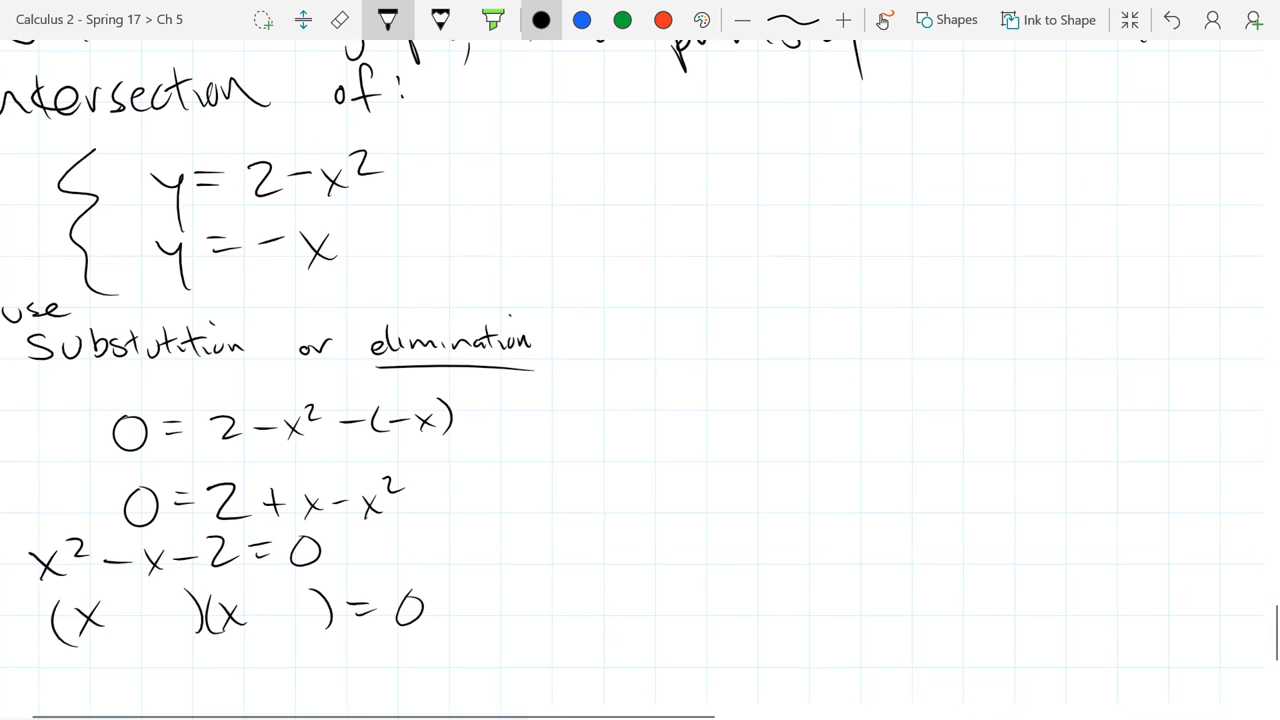 Calculus 2 - Spring 17 > Ch 5
Shapes
Ink to Shape
ntersection of:
y = 2 - x²
y = - x
use
Substitution or elimination
0 = 2 - x² - (-x)
0 = 2 + x - x²
x² - x - 2 = 0
(x )(x ) = 0